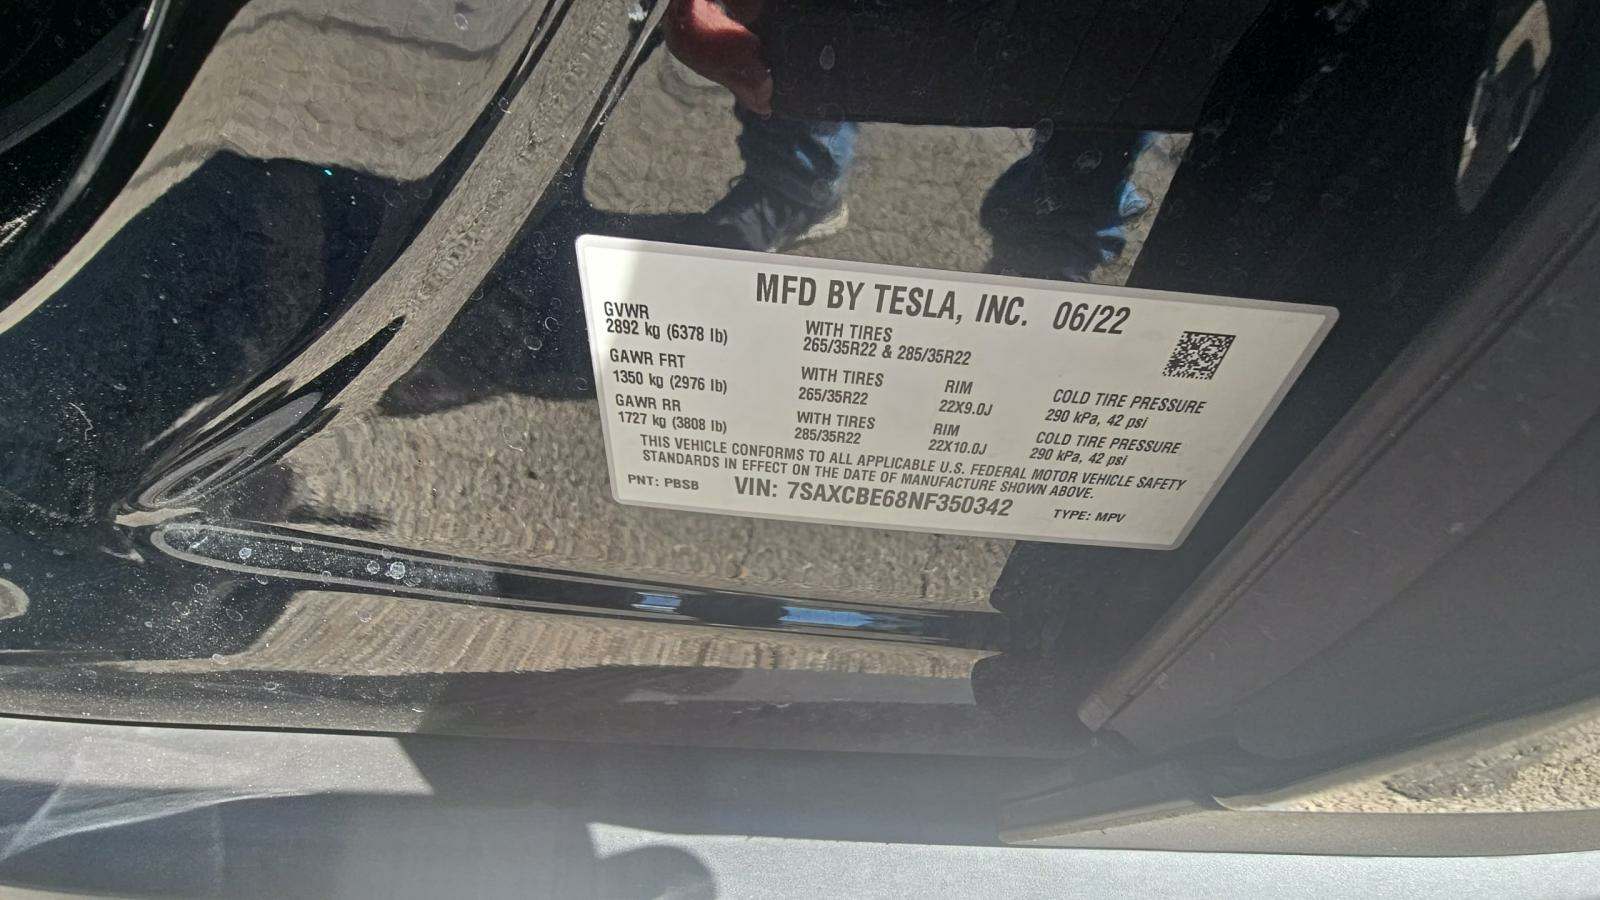 MFD BY TESLA, INC. 06/22
GVWR
2892 kg (6378 lb)
WITH TIRES
265/35R22 & 285/35R22
GAWR FRT
1350 kg (2976 lb)
WITH TIRES
265/35R22
RIM
22X9.0J
COLD TIRE PRESSURE
290 kPa, 42 psi
GAWR RR
1727 kg (3808 lb)
WITH TIRES
285/35R22
RIM
22X10.0J
COLD TIRE PRESSURE
290 kPa, 42 psi
THIS VEHICLE CONFORMS TO ALL APPLICABLE U.S. FEDERAL MOTOR VEHICLE SAFETY
STANDARDS IN EFFECT ON THE DATE OF MANUFACTURE SHOWN ABOVE.
PNT: PBSB VIN: 7SAXCBE68NF350342 TYPE: MPV